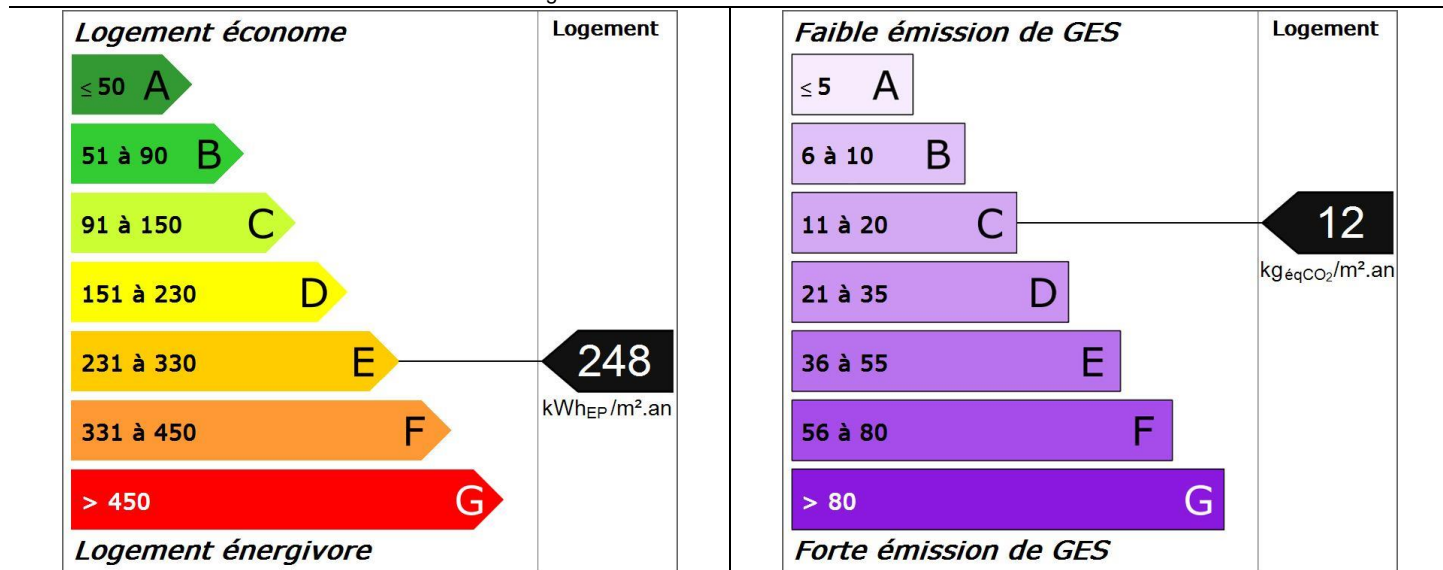 Logement économe
Logement
≤ 50 A
51 à 90 B
91 à 150 C
151 à 230 D
231 à 330 E
248
kWhEP/m².an
331 à 450 F
> 450 G
Logement énergivore
Faible émission de GES
Logement
≤ 5 A
6 à 10 B
11 à 20 C
12
kgéqCO₂/m².an
21 à 35 D
36 à 55 E
56 à 80 F
> 80 G
Forte émission de GES